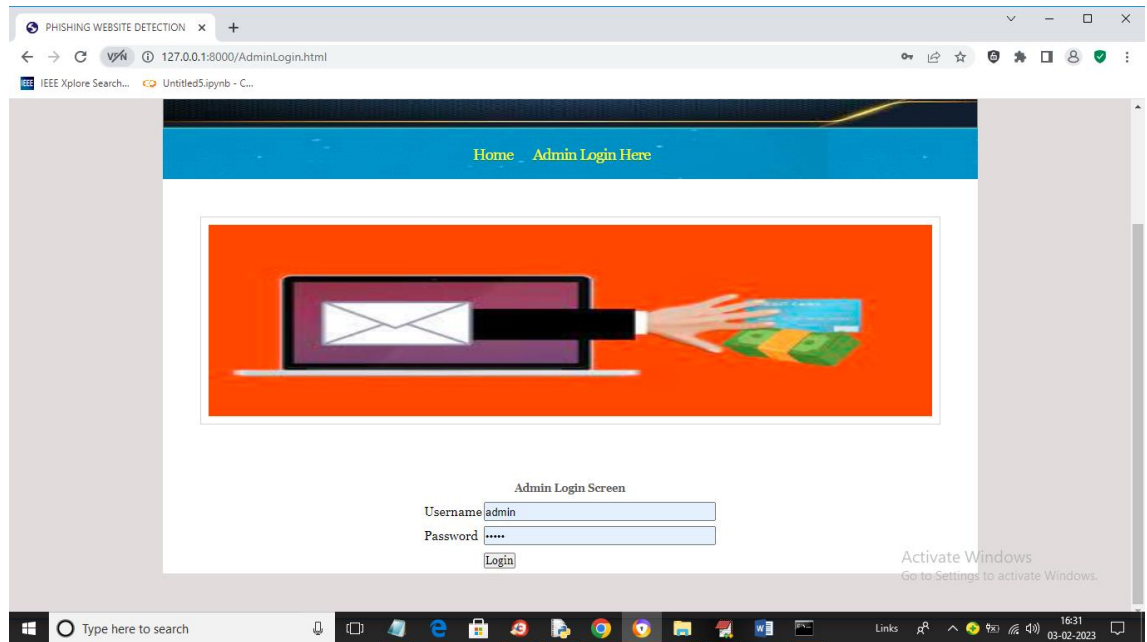 PHISHING WEBSITE DETECTION
VPN 127.0.0.1:8000/AdminLogin.html
IEEE IEEE Xplore Search... Untitled5.ipynb - C...
Home Admin Login Here
Admin Login Screen
Username admin
Password •••••
Login
Activate Windows
Go to Settings to activate Windows.
Type here to search
Links
16:31
03-02-2023